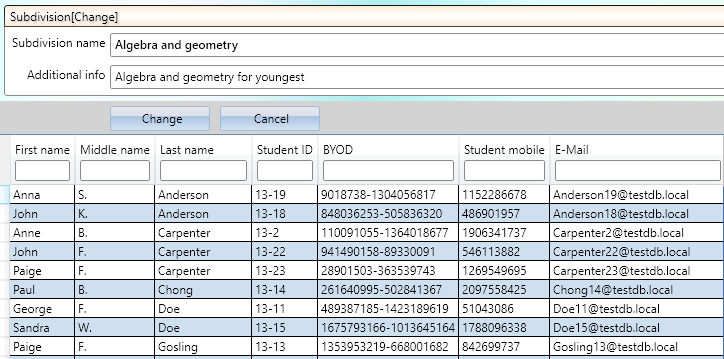 Subdivision[Change]
Subdivision name Algebra and geometry
Additional info Algebra and geometry for youngest
Change Cancel
First name Middle name Last name Student ID BYOD Student mobile E-Mail
Anna S. Anderson 13-19 9018738-1304056817 1152286678 Anderson19@testdb.local
John K. Anderson 13-18 848036253-505836320 486901957 Anderson18@testdb.local
Anne B. Carpenter 13-2 110091055-1364018677 1906341737 Carpenter2@testdb.local
John F. Carpenter 13-22 941490158-89330091 546113882 Carpenter22@testdb.local
Paige F. Carpenter 13-23 28901503-363539743 1269549695 Carpenter23@testdb.local
Paul B. Chong 13-14 261640995-502841367 2097558425 Chong14@testdb.local
George F. Doe 13-11 489387185-1423189619 51043086 Doe11@testdb.local
Sandra W. Doe 13-15 1675793166-1013645164 1788096338 Doe15@testdb.local
Paige F. Gosling 13-13 1353953219-668001682 842699737 Gosling13@testdb.local